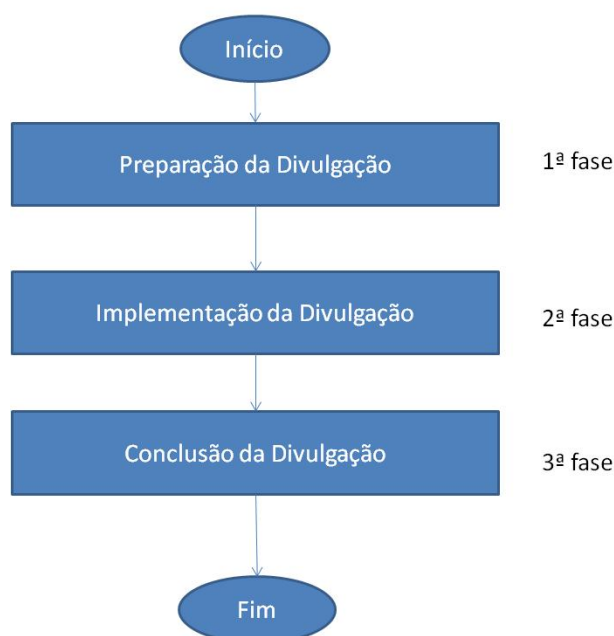 Início
Preparação da Divulgação
1ª fase
Implementação da Divulgação
2ª fase
Conclusão da Divulgação
3ª fase
Fim